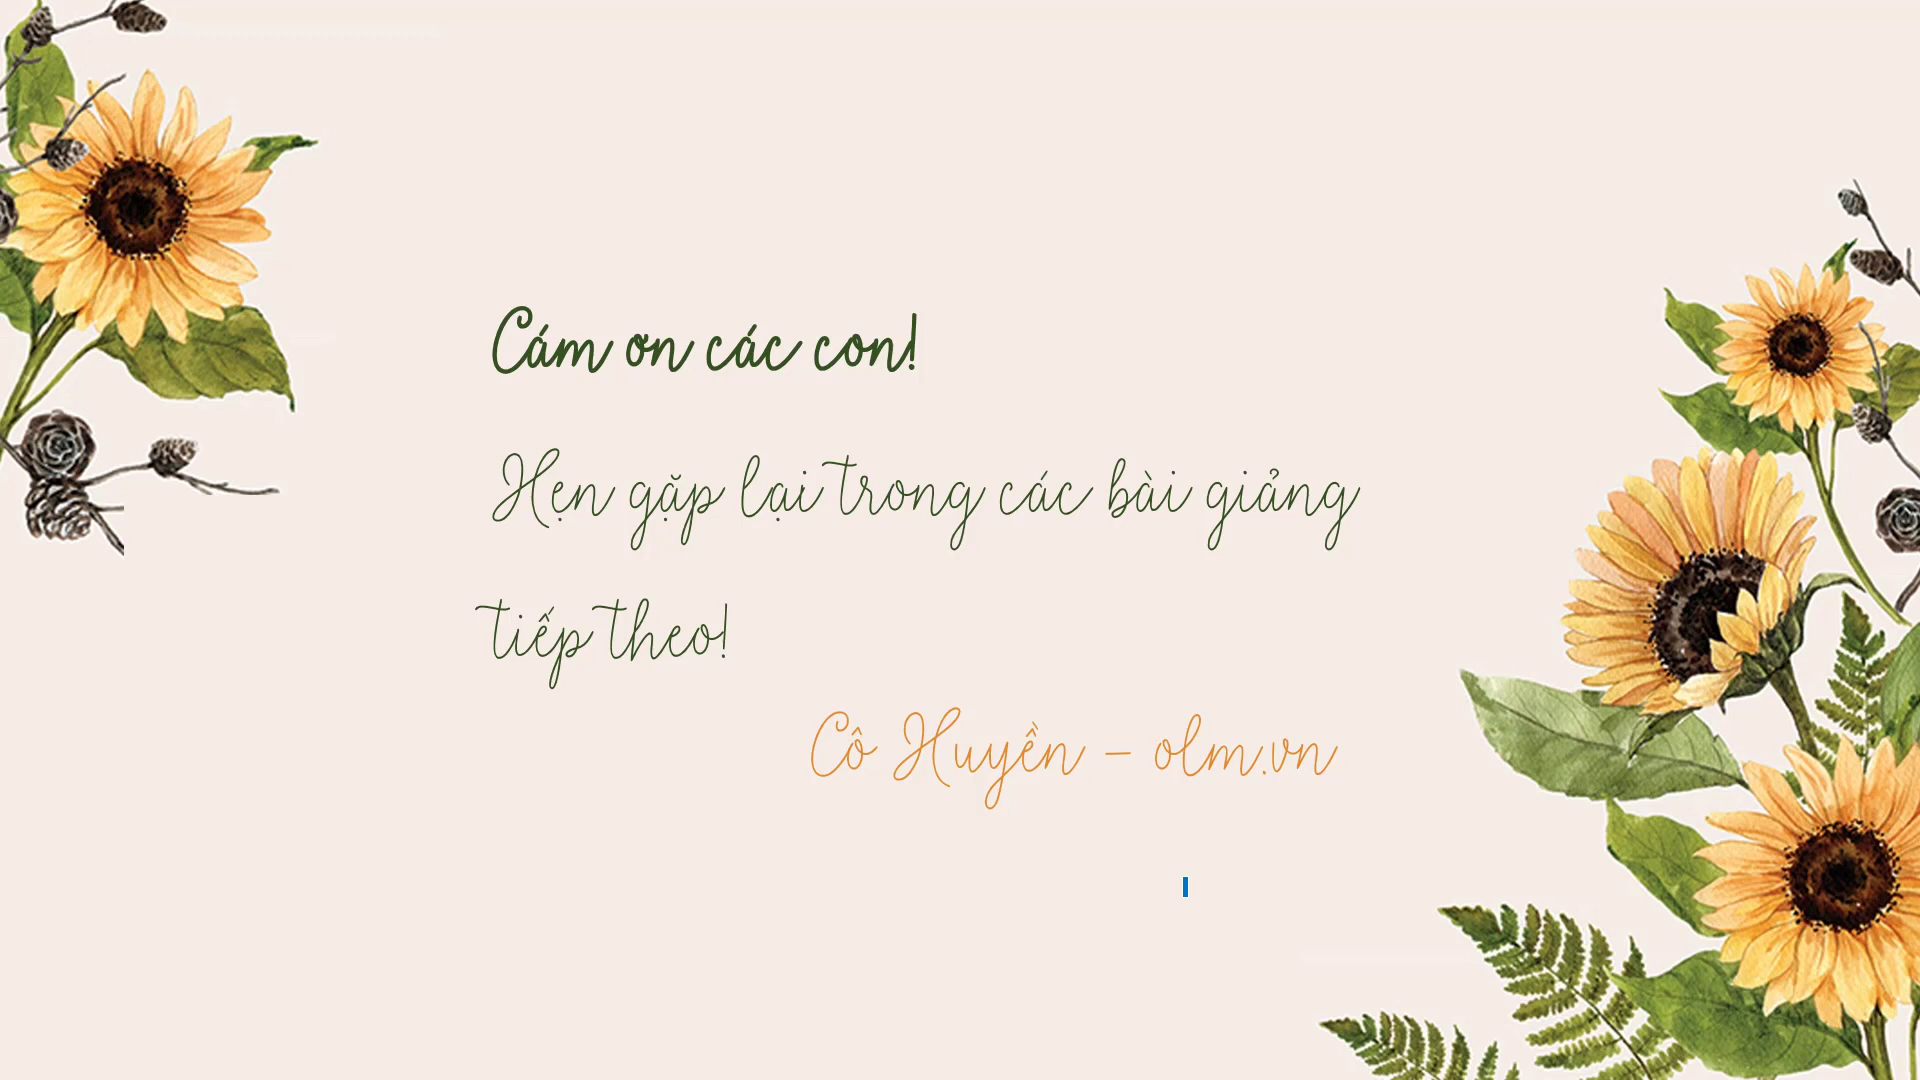 Cám ơn các con!
Hẹn gặp lại trong các bài giảng
tiếp theo!
Cô Huyền – olm.vn